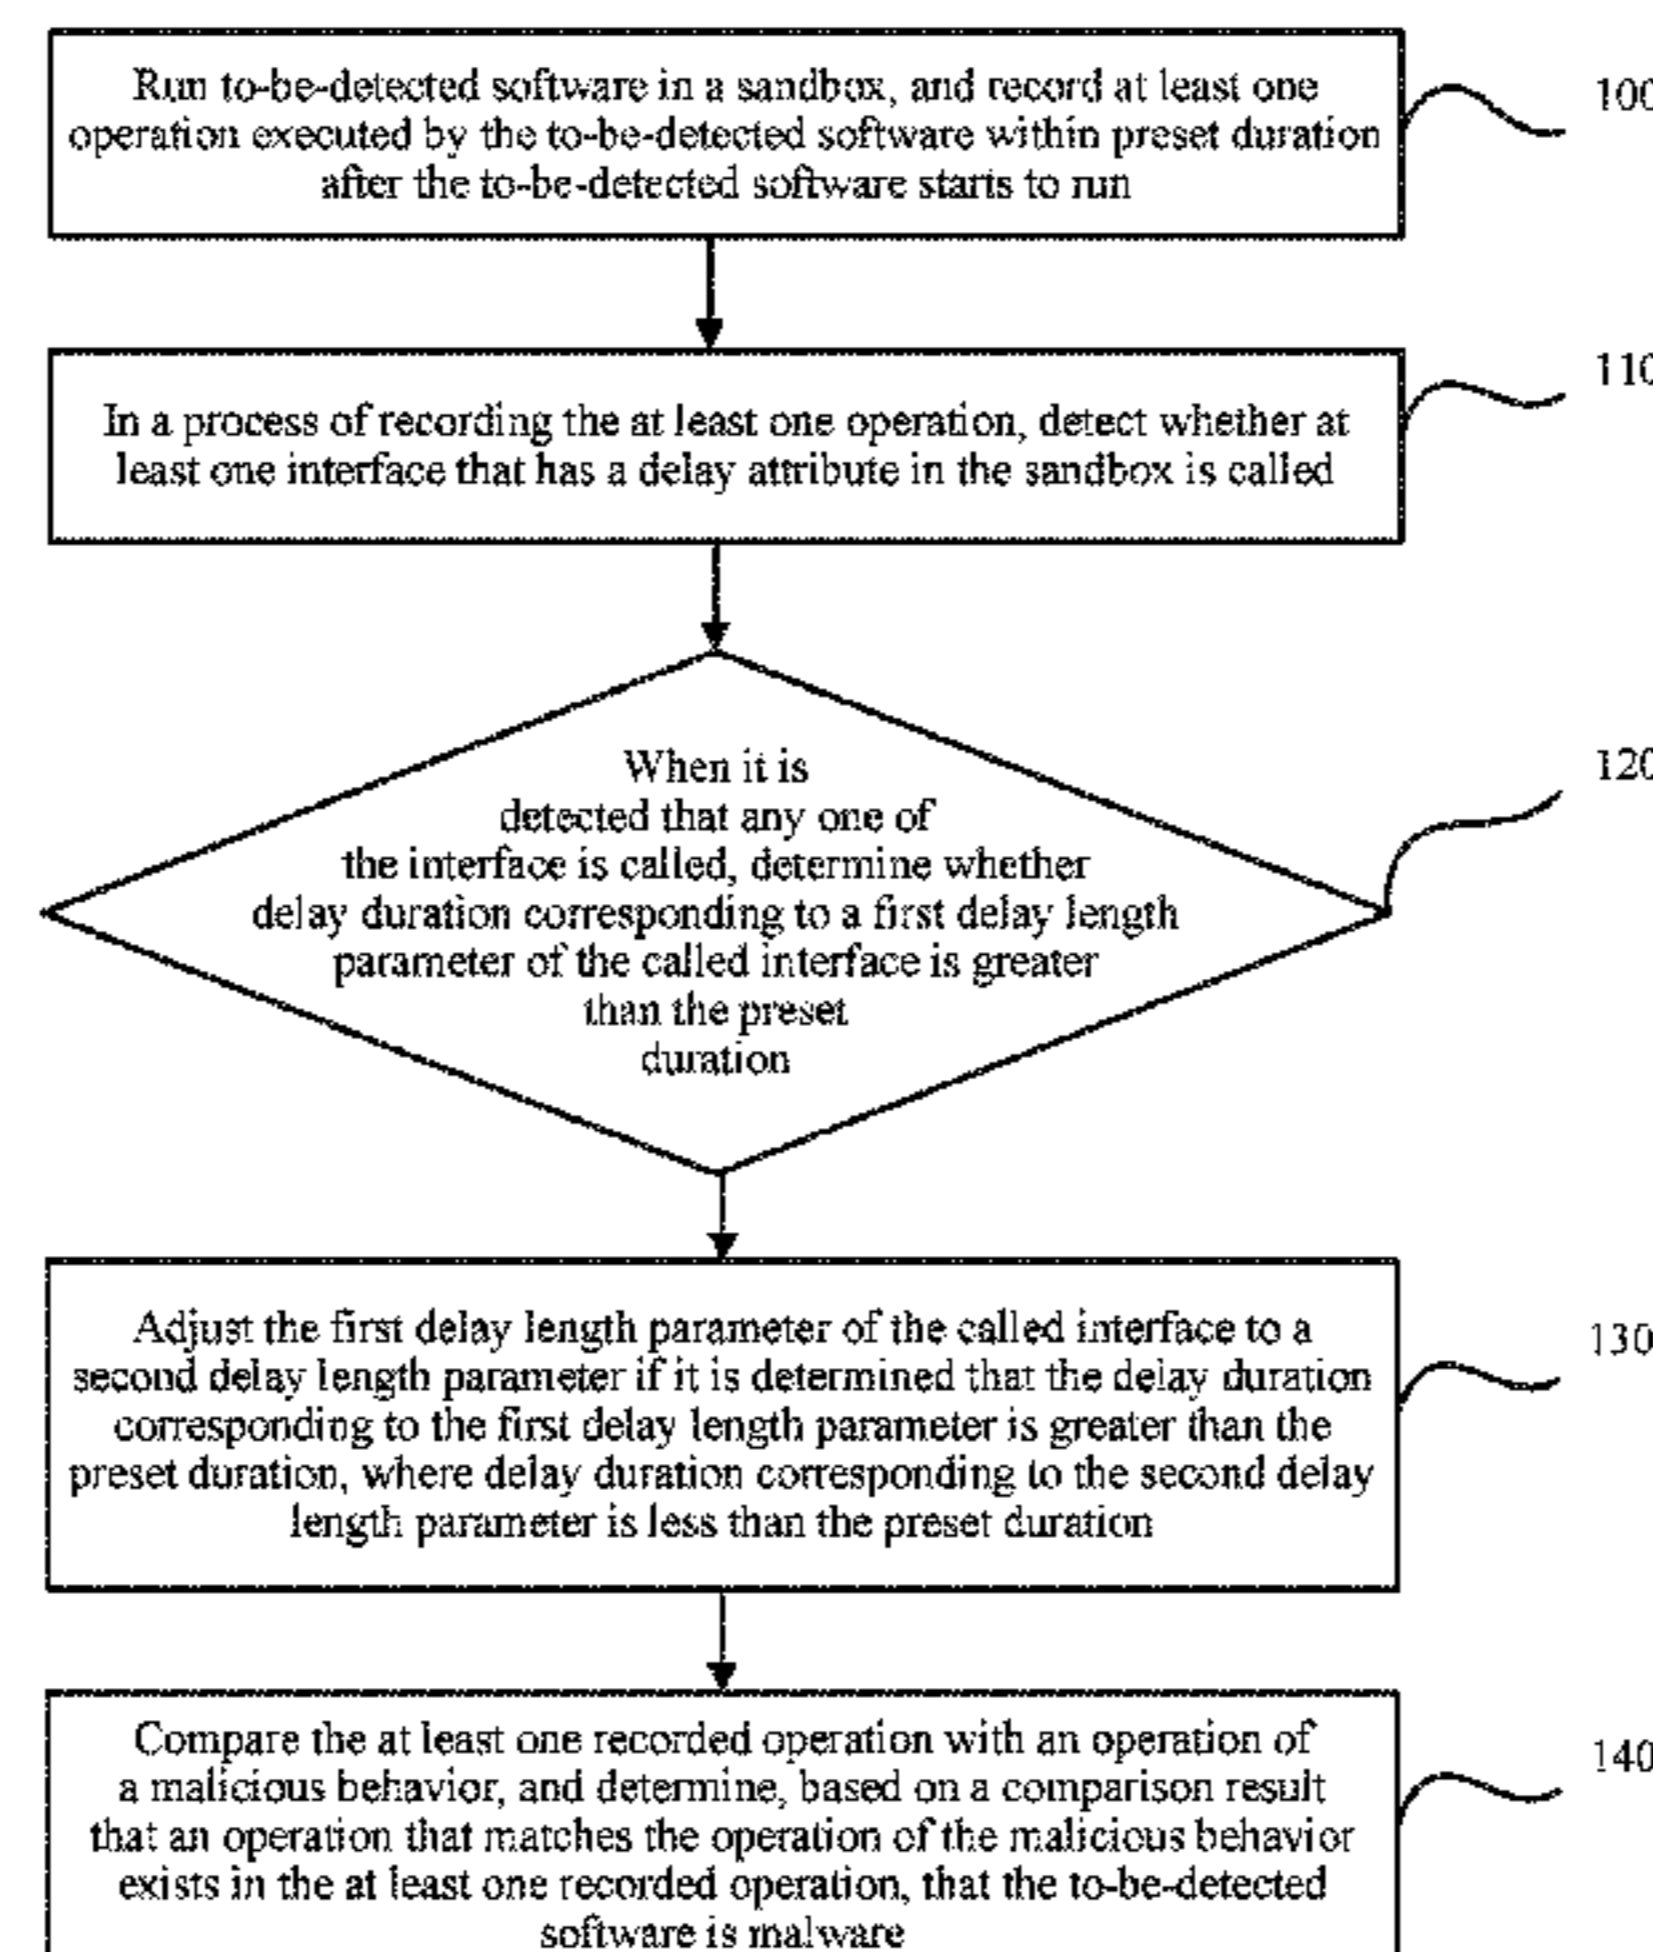 Run to-be-detected software in a sandbox, and record at least one
operation executed by the to-be-detected software within preset duration
after the to-be-detected software starts to run
100
In a process of recording the at least one operation, detect whether at
least one interface that has a delay attribute in the sandbox is called
110
When it is
detected that any one of
the interface is called, determine whether
delay duration corresponding to a first delay length
parameter of the called interface is greater
than the preset
duration
120
Adjust the first delay length parameter of the called interface to a
second delay length parameter if it is determined that the delay duration
corresponding to the first delay length parameter is greater than the
preset duration, where delay duration corresponding to the second delay
length parameter is less than the preset duration
130
Compare the at least one recorded operation with an operation of
a malicious behavior, and determine, based on a comparison result
that an operation that matches the operation of the malicious behavior
exists in the at least one recorded operation, that the to-be-detected
software is malware
140